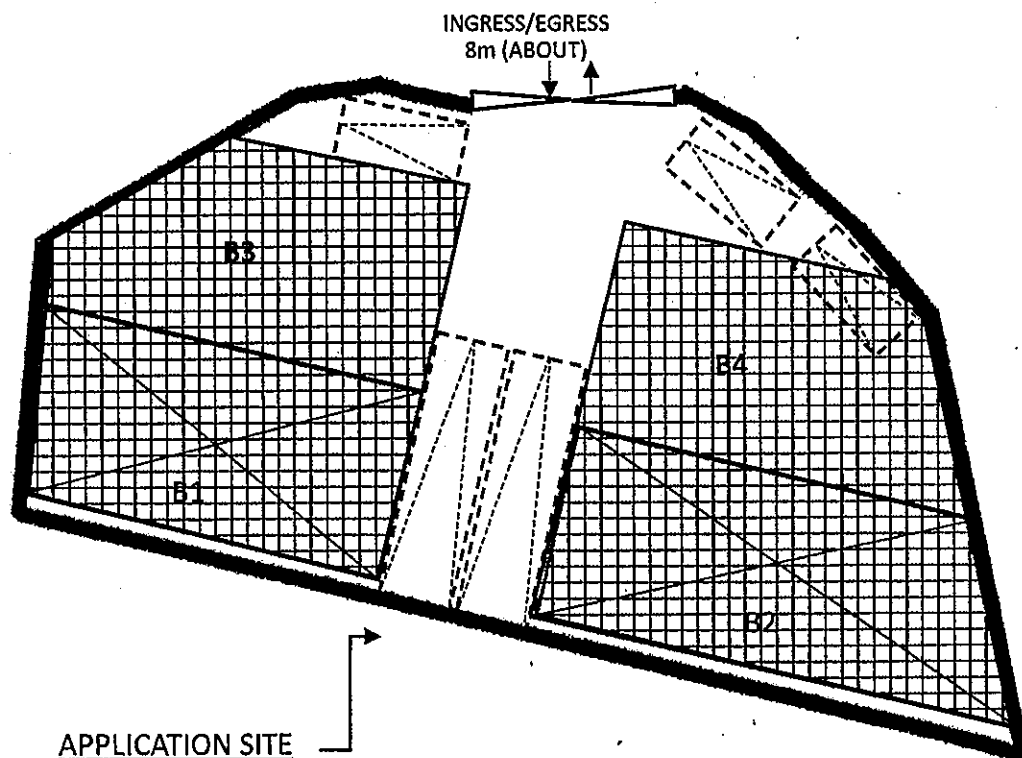 INGRESS/EGRESS
8m (ABOUT)
B3
B4
B1
B2
APPLICATION SITE